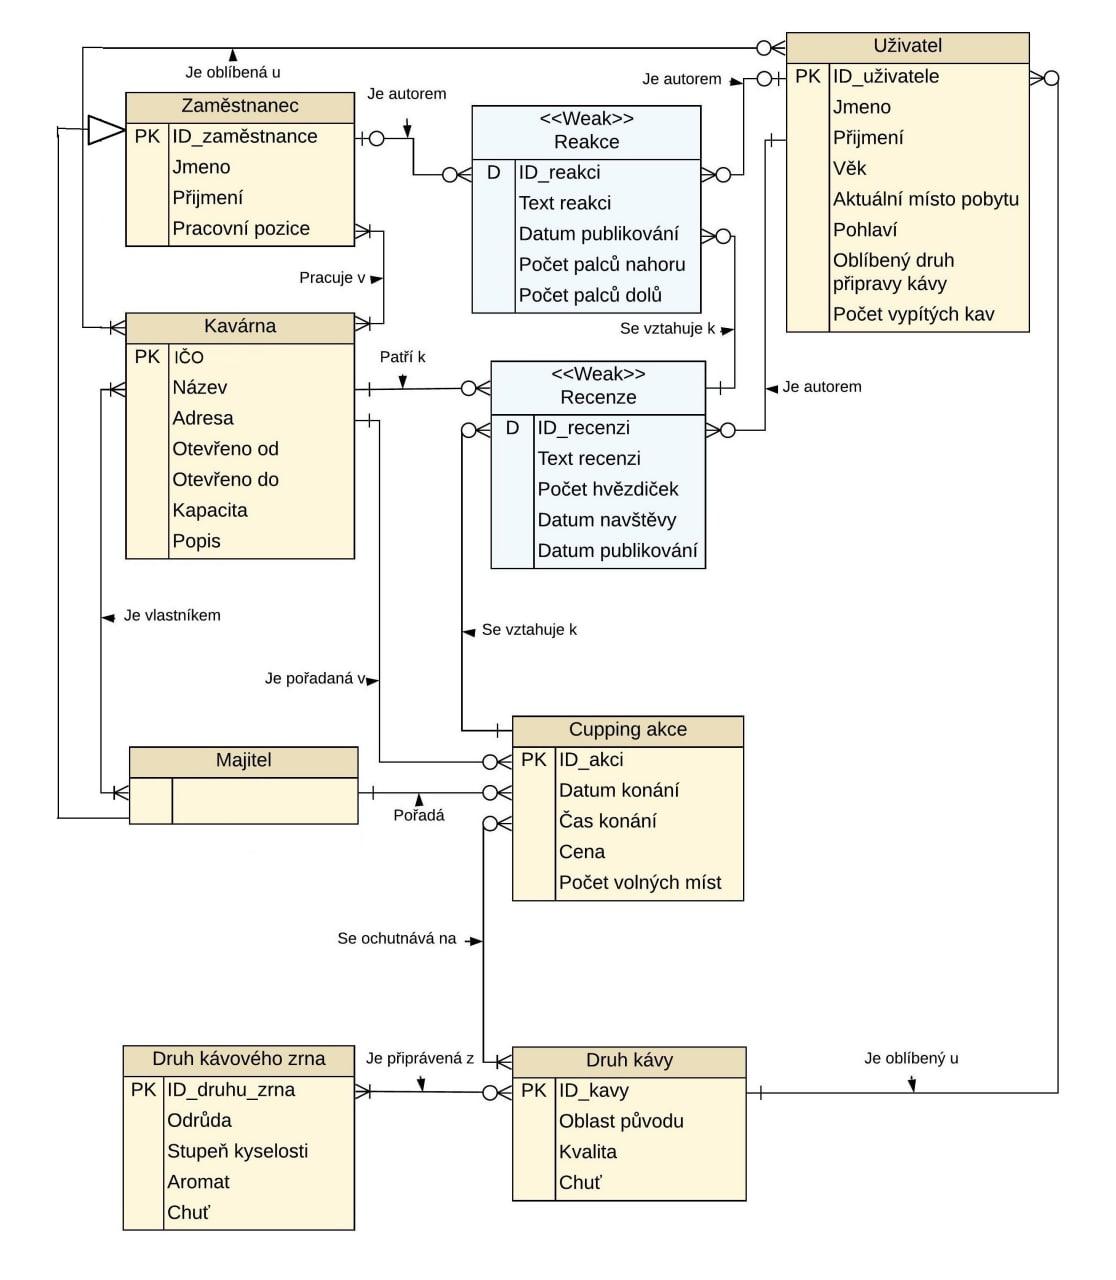 Uživatel
PK ID_uživatele
Jmeno
Přijmení
Věk
Aktuální místo pobytu
Pohlaví
Oblíbený druh
připravy kávy
Počet vypítých kav
Je oblíbená u
Zaměstnanec
PK ID_zaměstnance
Jmeno
Přijmení
Pracovní pozice
Je autorem
<<Weak>>
Reakce
D ID_reakci
Text reakci
Datum publikování
Počet palců nahoru
Počet palců dolů
Je autorem
Pracuje v
Se vztahuje k
Kavárna
PK IČO
Název
Adresa
Otevřeno od
Otevřeno do
Kapacita
Popis
Patří k
<<Weak>>
Recenze
D ID_recenzi
Text recenzi
Počet hvězdiček
Datum navštěvy
Datum publikování
Je autorem
Je vlastníkem
Se vztahuje k
Je pořadaná v
Majitel
Pořadá
Cupping akce
PK ID_akci
Datum konání
Čas konání
Cena
Počet volných míst
Se ochutnává na
Druh kávového zrna
PK ID_druhu_zrna
Odrůda
Stupeň kyselosti
Aromat
Chuť
Je připrávená z
Druh kávy
PK ID_kavy
Oblast původu
Kvalita
Chuť
Je oblíbený u